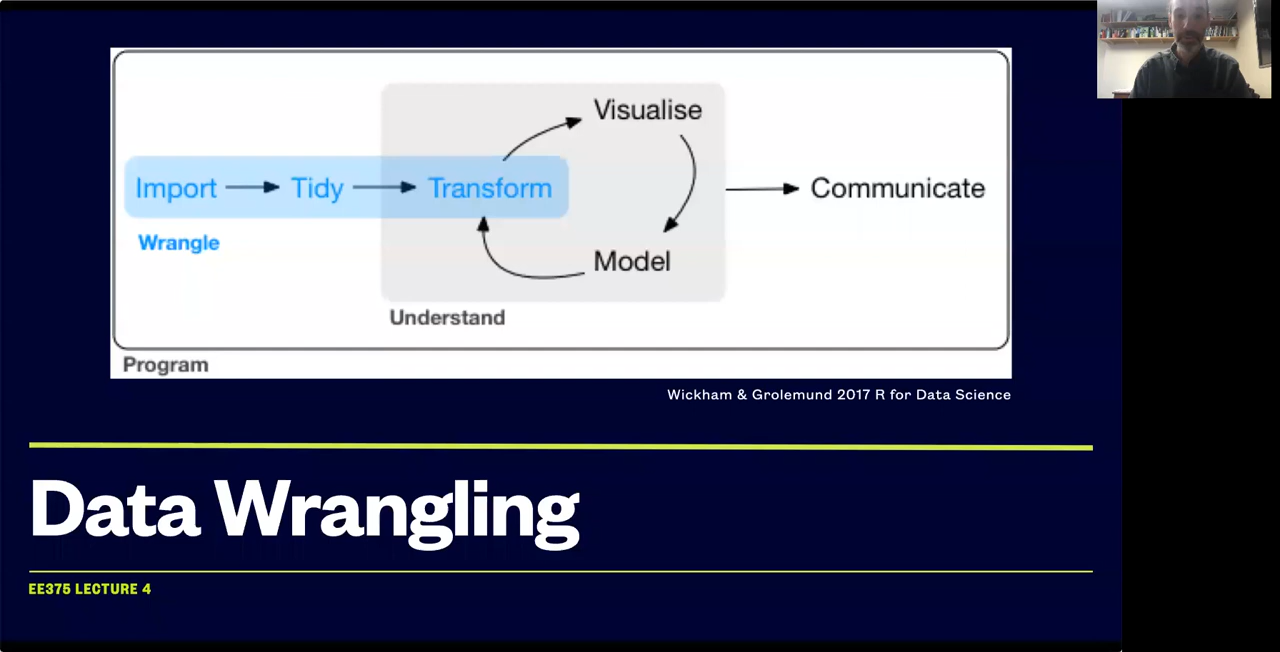 Visualise
Import Tidy Transform Communicate
Wrangle
Model
Understand
Program
Wickham & Grolemund 2017 R for Data Science
Data Wrangling
EE375 LECTURE 4